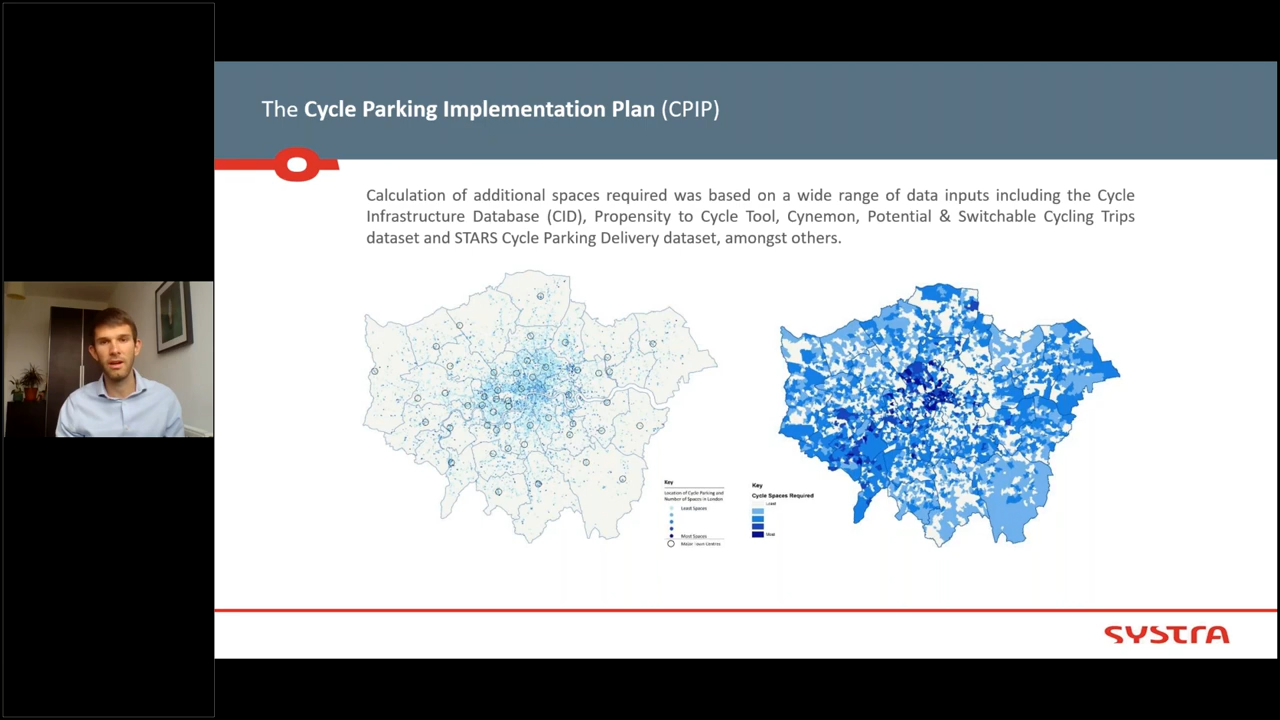 The Cycle Parking Implementation Plan (CPIP)
Calculation of additional spaces required was based on a wide range of data inputs including the Cycle
Infrastructure Database (CID), Propensity to Cycle Tool, Cynemon, Potential & Switchable Cycling Trips
dataset and STARS Cycle Parking Delivery dataset, amongst others.
Key
Location of Cycle Parking and
Number of Spaces in London
Least Spaces
Most Spaces
Major Town Centres
Key
Cycle Spaces Required
Least
Most
SYSTRA